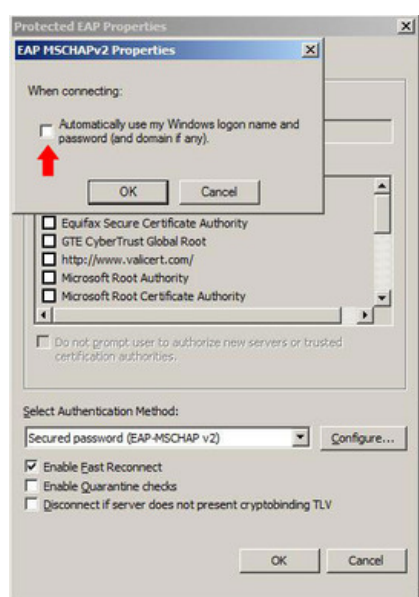 Protected EAP Properties
EAP MSCHAPv2 Properties
When connecting:
Automatically use my Windows logon name and
password (and domain if any).
OK Cancel
Equifax Secure Certificate Authority
GTE CyberTrust Global Root
http://www.valicert.com/
Microsoft Root Authority
Microsoft Root Certificate Authority
Do not prompt user to authorize new servers or trusted
certification authorities.
Select Authentication Method:
Secured password (EAP-MSCHAP v2) Configure...
Enable Fast Reconnect
Enable Quarantine checks
Disconnect if server does not present cryptobinding TLV
OK Cancel